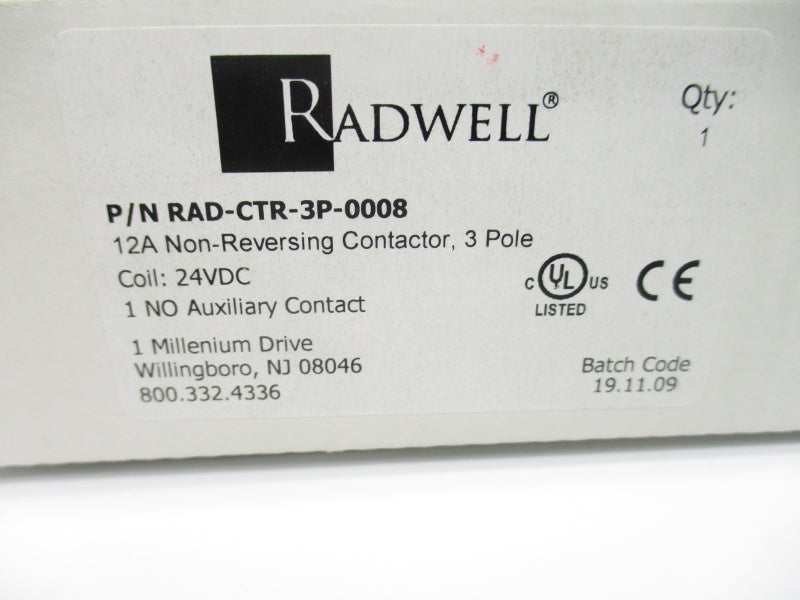 RADWELL®
Qty:
1
P/N RAD-CTR-3P-0008
12A Non-Reversing Contactor, 3 Pole
Coil: 24VDC
1 NO Auxiliary Contact
C UL US
LISTED
CE
1 Millenium Drive
Willingboro, NJ 08046
800.332.4336
Batch Code
19.11.09